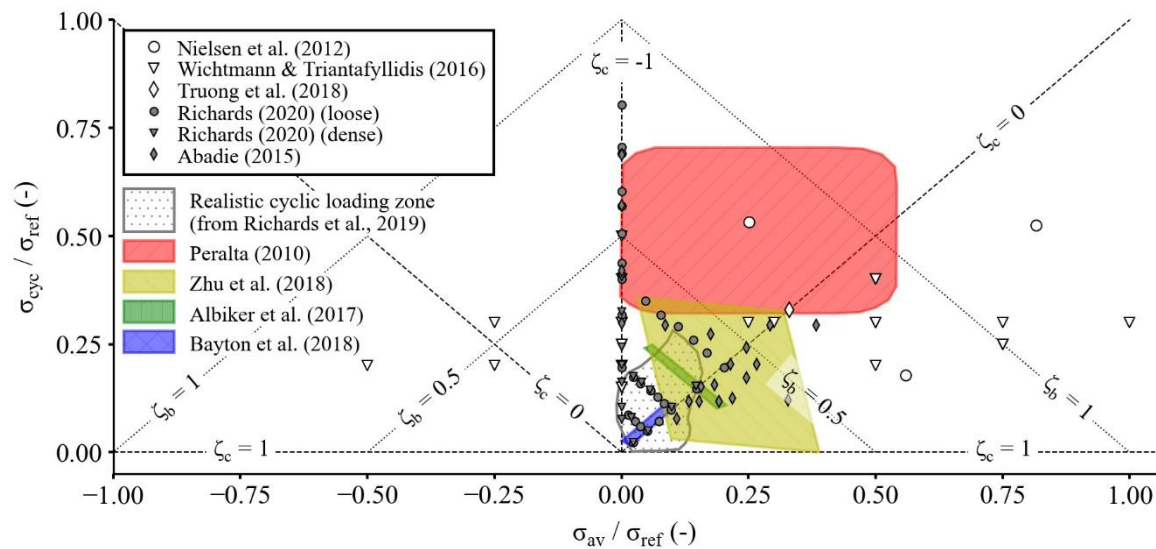 1.00
0.75
0.50
0.25
0.00
σcyc / σref (-)
Nielsen et al. (2012)
Wichtmann & Triantafyllidis (2016)
Truong et al. (2018)
Richards (2020) (loose)
Richards (2020) (dense)
Abadie (2015)
Realistic cyclic loading zone
(from Richards et al., 2019)
Peralta (2010)
Zhu et al. (2018)
Albiker et al. (2017)
Bayton et al. (2018)
ζc = -1
ζc = 0
ζb = 1
ζb = 0.5
ζc = 0
ζb = 0.5
ζb = 1
ζc = 1
ζc = 1
−1.00 −0.75 −0.50 −0.25 0.00 0.25 0.50 0.75 1.00
σav / σref (-)